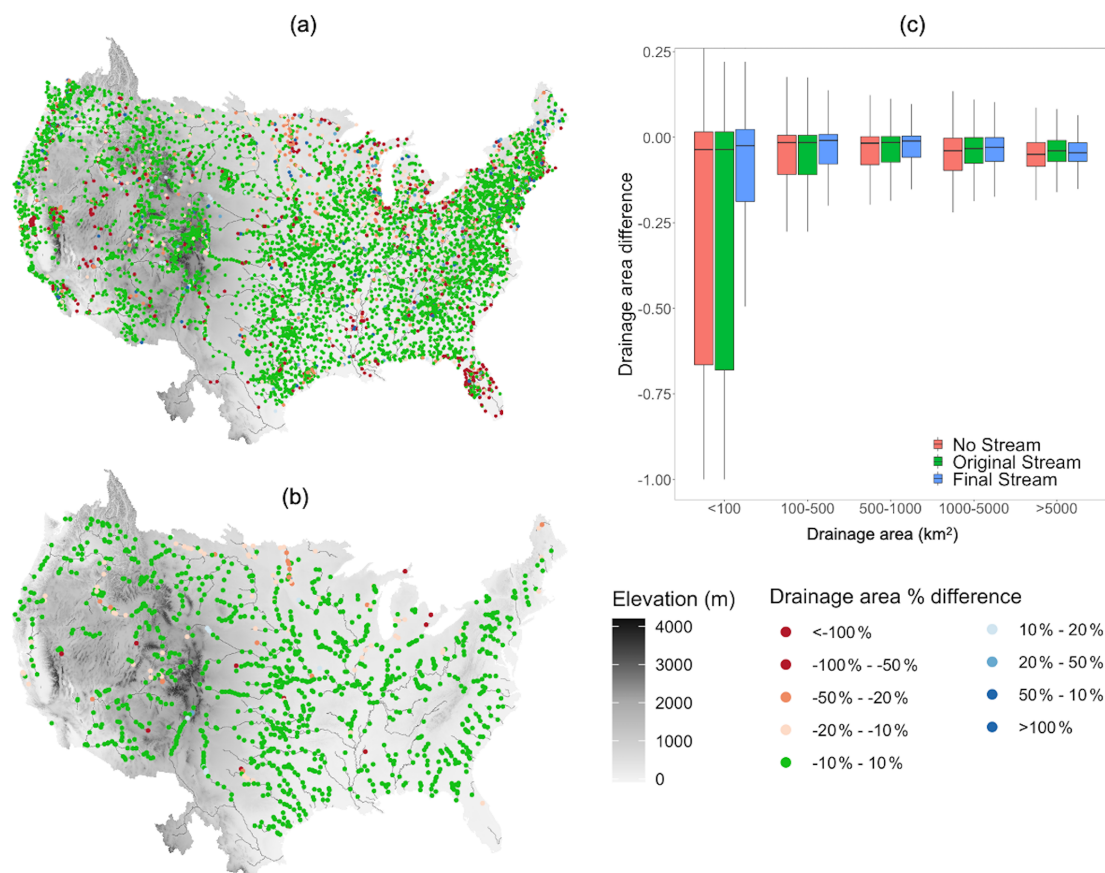 (a)
(c)
0.25
0.00
-0.25
-0.50
-0.75
-1.00
Drainage area difference
No Stream
Original Stream
Final Stream
<100
100-500
500-1000
1000-5000
>5000
Drainage area (km²)
(b)
Elevation (m)
4000
3000
2000
1000
0
Drainage area % difference
<-100%
-100% - -50%
-50% - -20%
-20% - -10%
-10% - 10%
10% - 20%
20% - 50%
50% - 10%
>100%